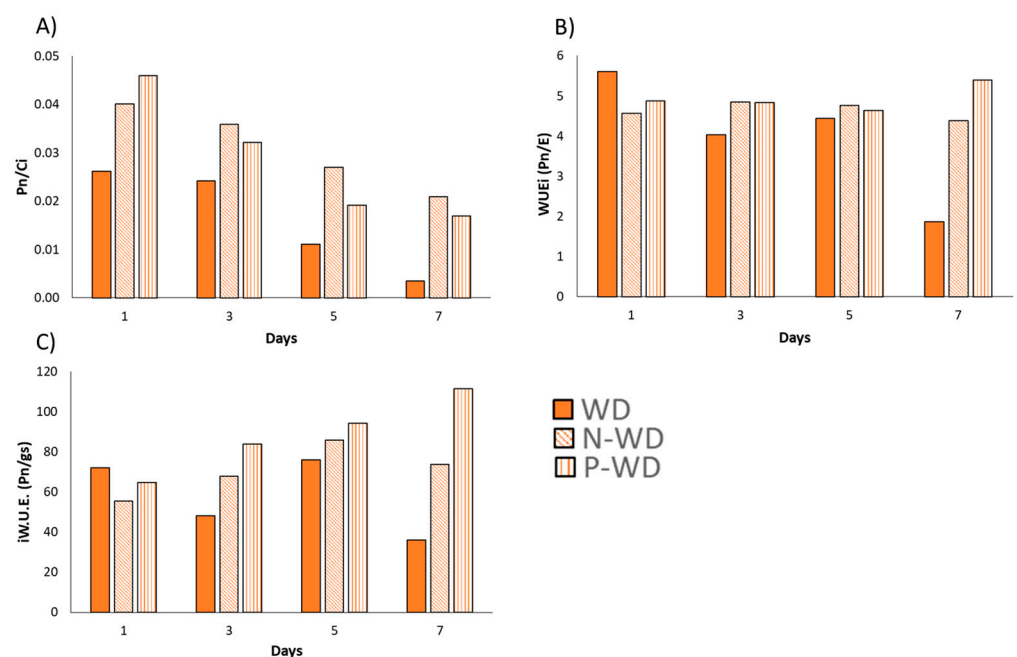 A)
Pn/Ci
0.05
0.04
0.03
0.02
0.01
0.00
1 3 5 7
Days
B)
WUEi (Pn/E)
6
5
4
3
2
1
0
1 3 5 7
Days
C)
iW.U.E. (Pn/gs)
120
100
80
60
40
20
0
1 3 5 7
Days
WD
N-WD
P-WD